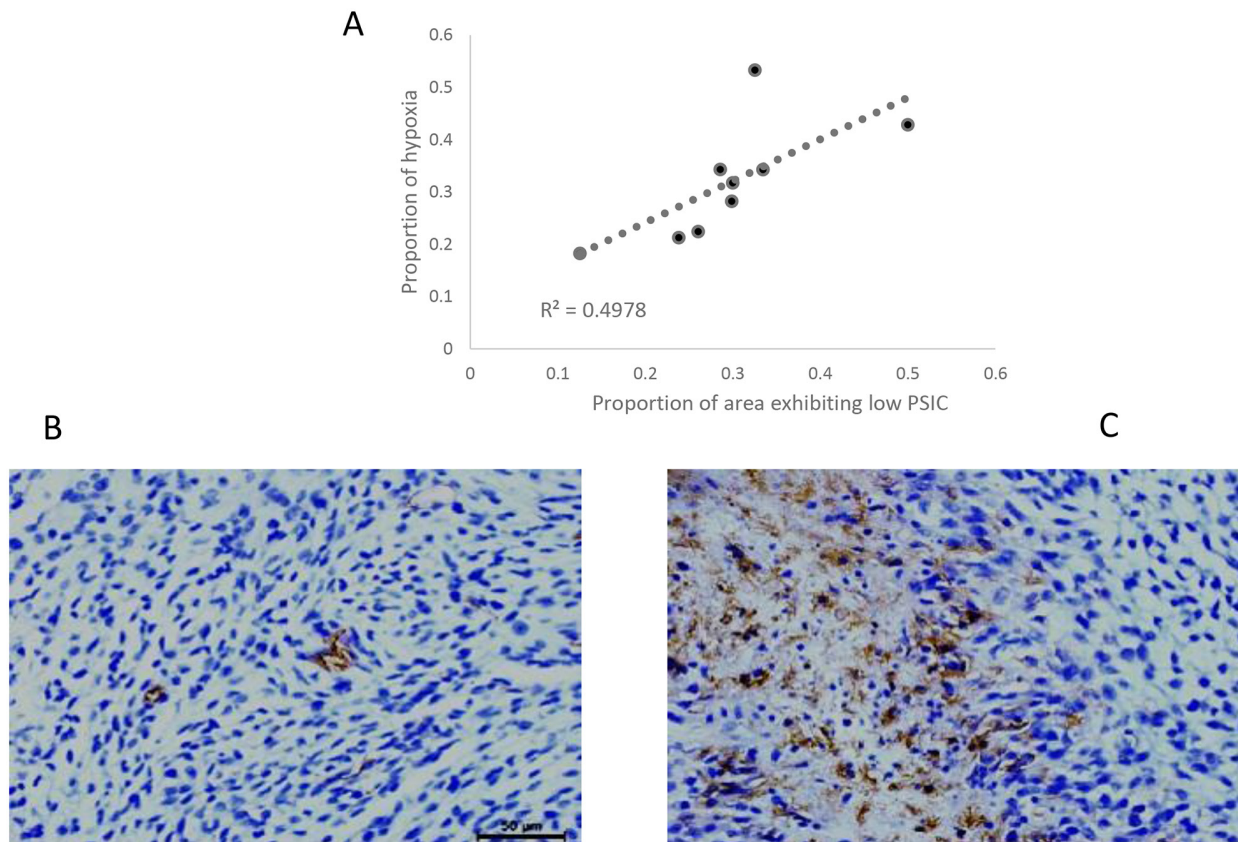 A
0.6
0.5
0.4
0.3
0.2
0.1
0
Proportion of hypoxia
R² = 0.4978
0 0.1 0.2 0.3 0.4 0.5 0.6
Proportion of area exhibiting low PSIC
B
C
50 µm